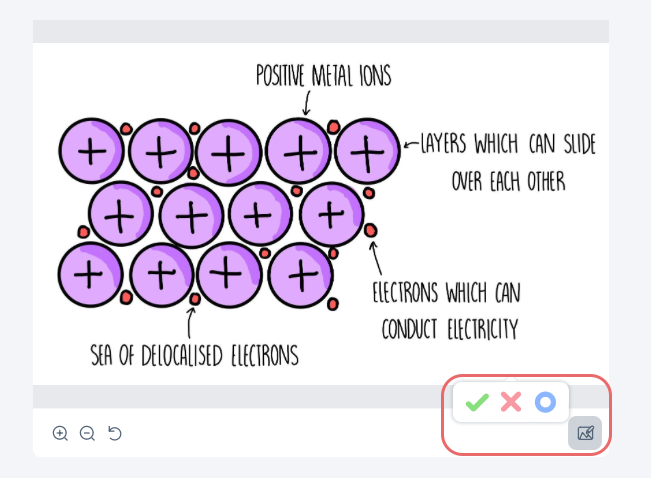 POSITIVE METAL IONS
LAYERS WHICH CAN SLIDE
OVER EACH OTHER
ELECTRONS WHICH CAN
CONDUCT ELECTRICITY
SEA OF DELOCALISED ELECTRONS